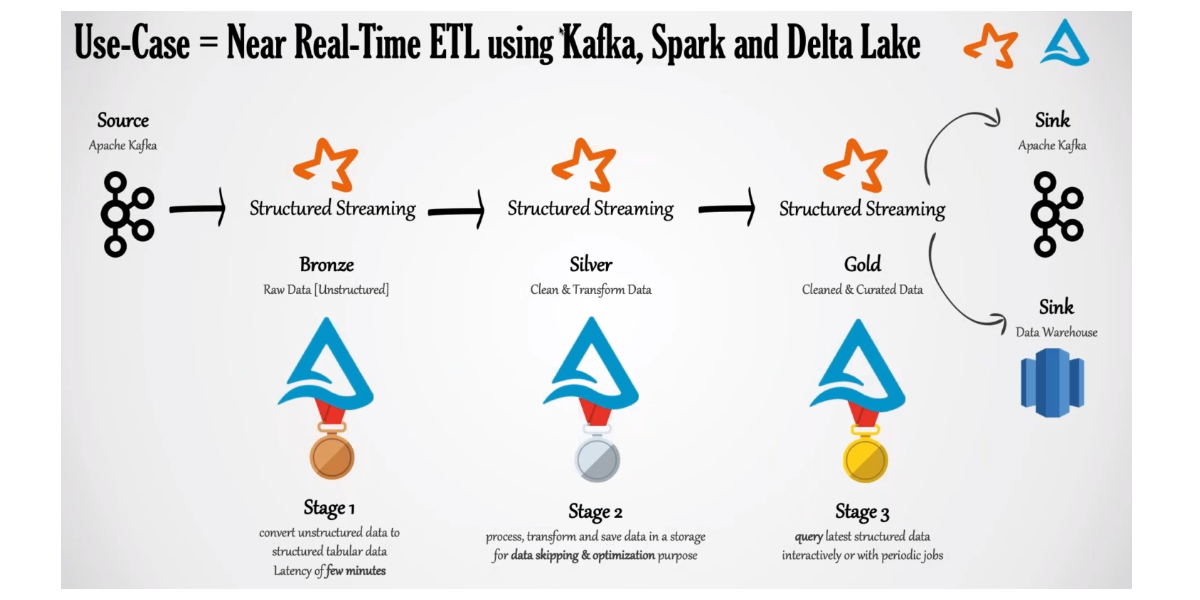 Use-Case = Near Real-Time ETL using Kafka, Spark and Delta Lake
Source
Apache Kafka
Structured Streaming
Bronze
Raw Data [Unstructured]
Stage 1
convert unstructured data to
structured tabular data
Latency of few minutes
Structured Streaming
Silver
Clean & Transform Data
Stage 2
process, transform and save data in a storage
for data skipping & optimization purpose
Structured Streaming
Gold
Cleaned & Curated Data
Stage 3
query latest structured data
interactively or with periodic jobs
Sink
Apache Kafka
Sink
Data Warehouse